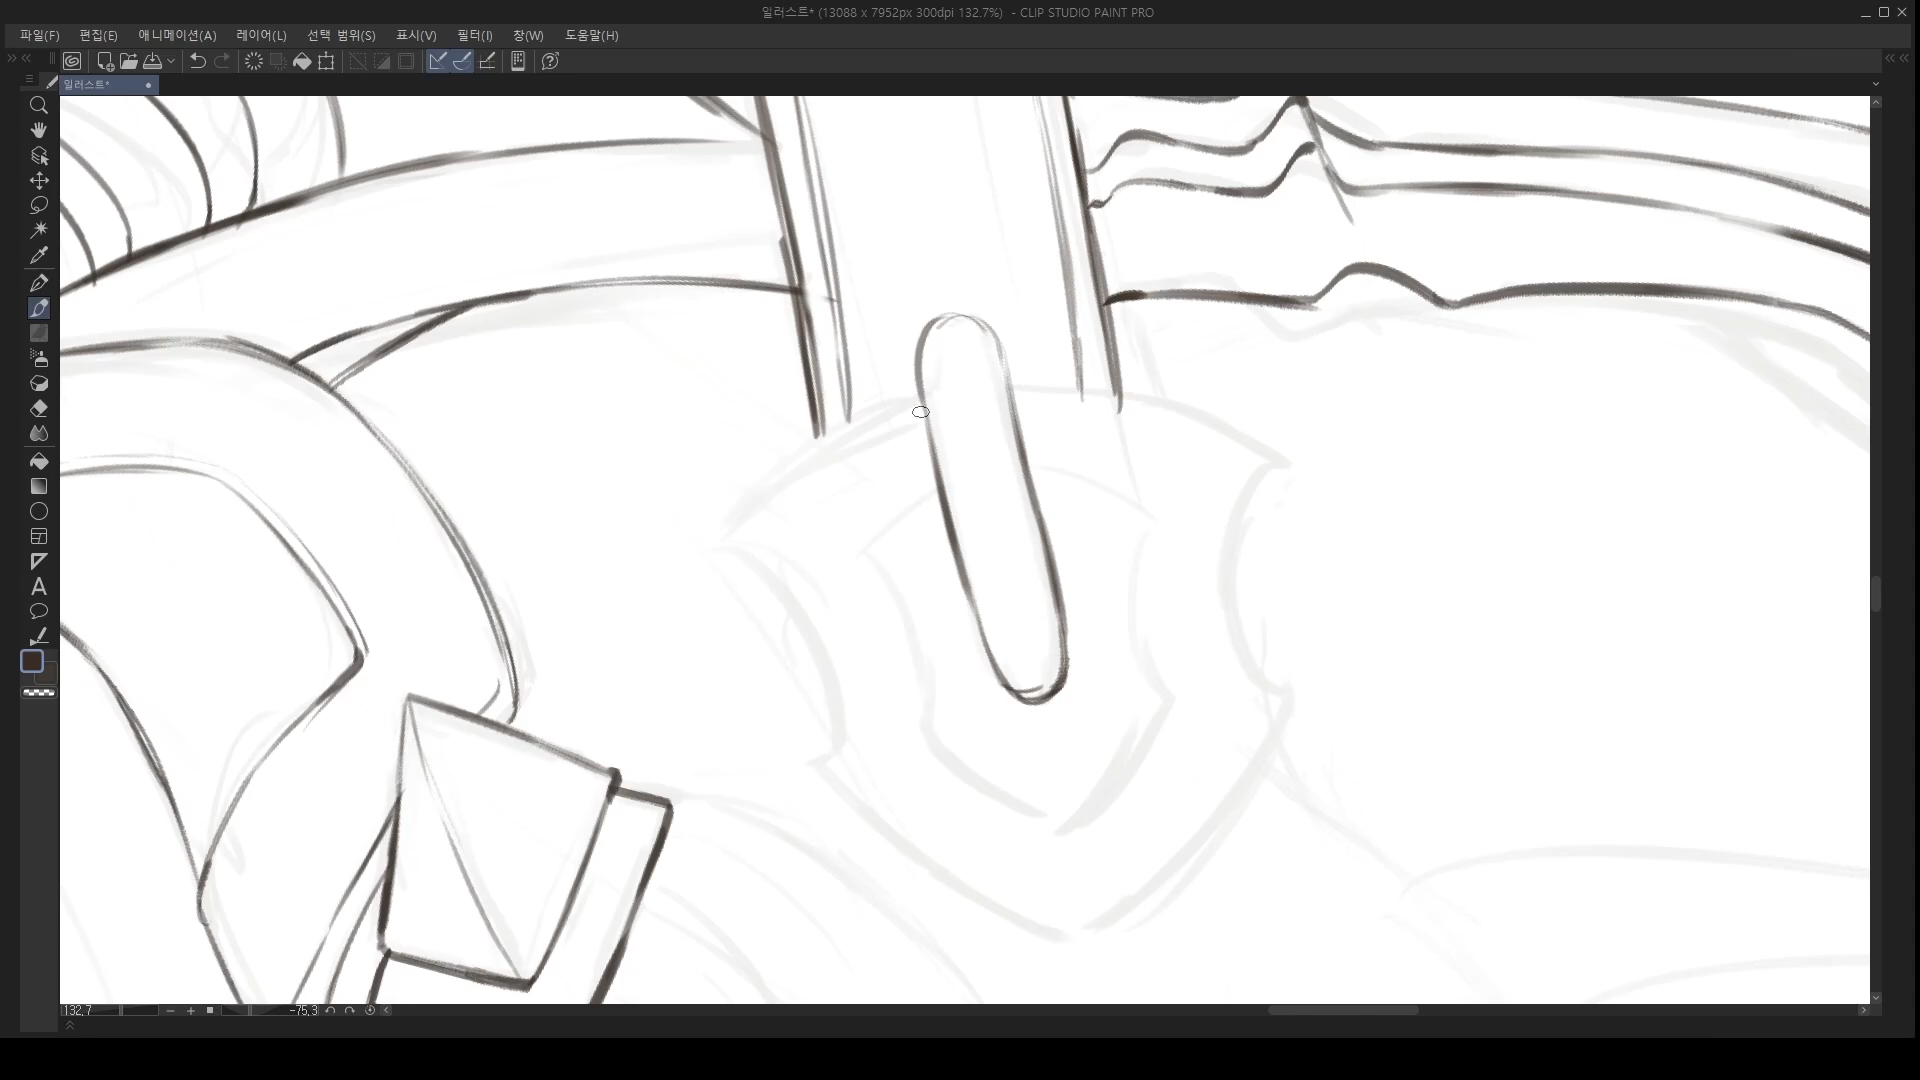 일러스트* (13088 x 7952px 300dpi 132.7%)  - CLIP STUDIO PAINT PRO
파일(F) 편집(E) 애니메이션(A) 레이어(L) 선택 범위(S) 표시(V) 필터(I) 창(W) 도움말(H)
일러스트*
A
132.7 -75.3